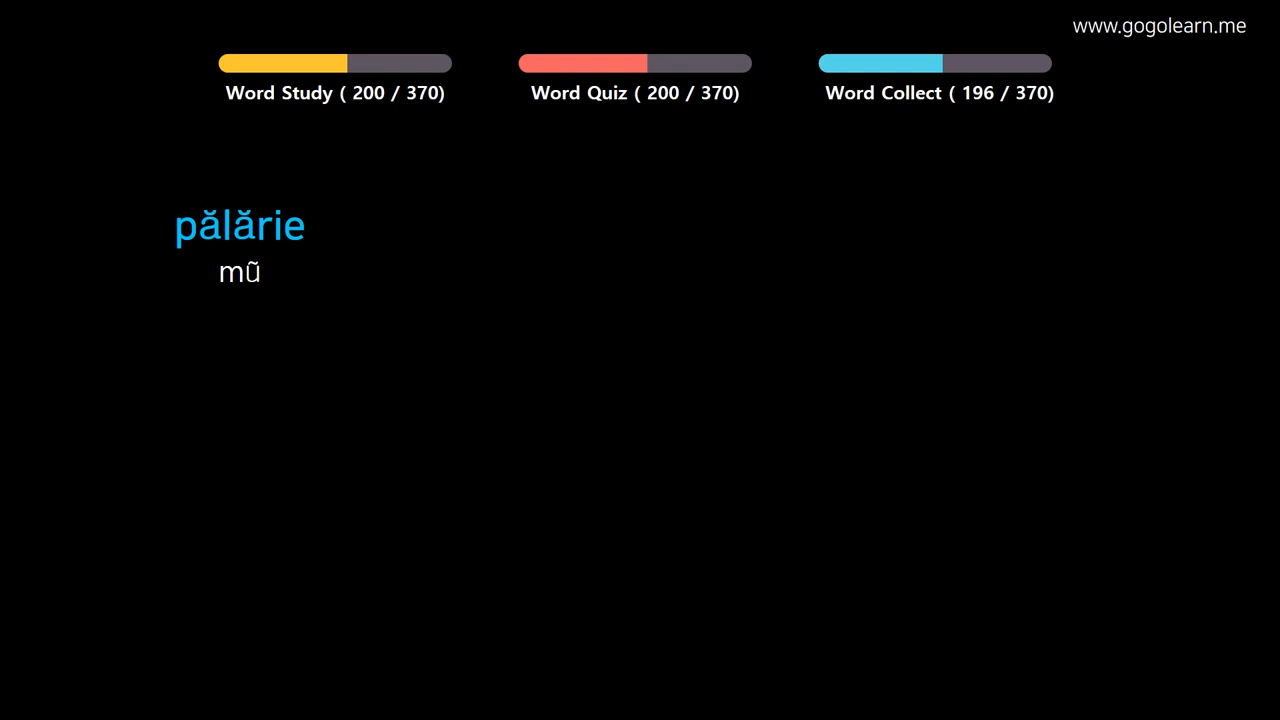 www.gogolearn.me
Word Study ( 200 / 370)
Word Quiz ( 200 / 370)
Word Collect ( 196 / 370)
pălărie
mũ